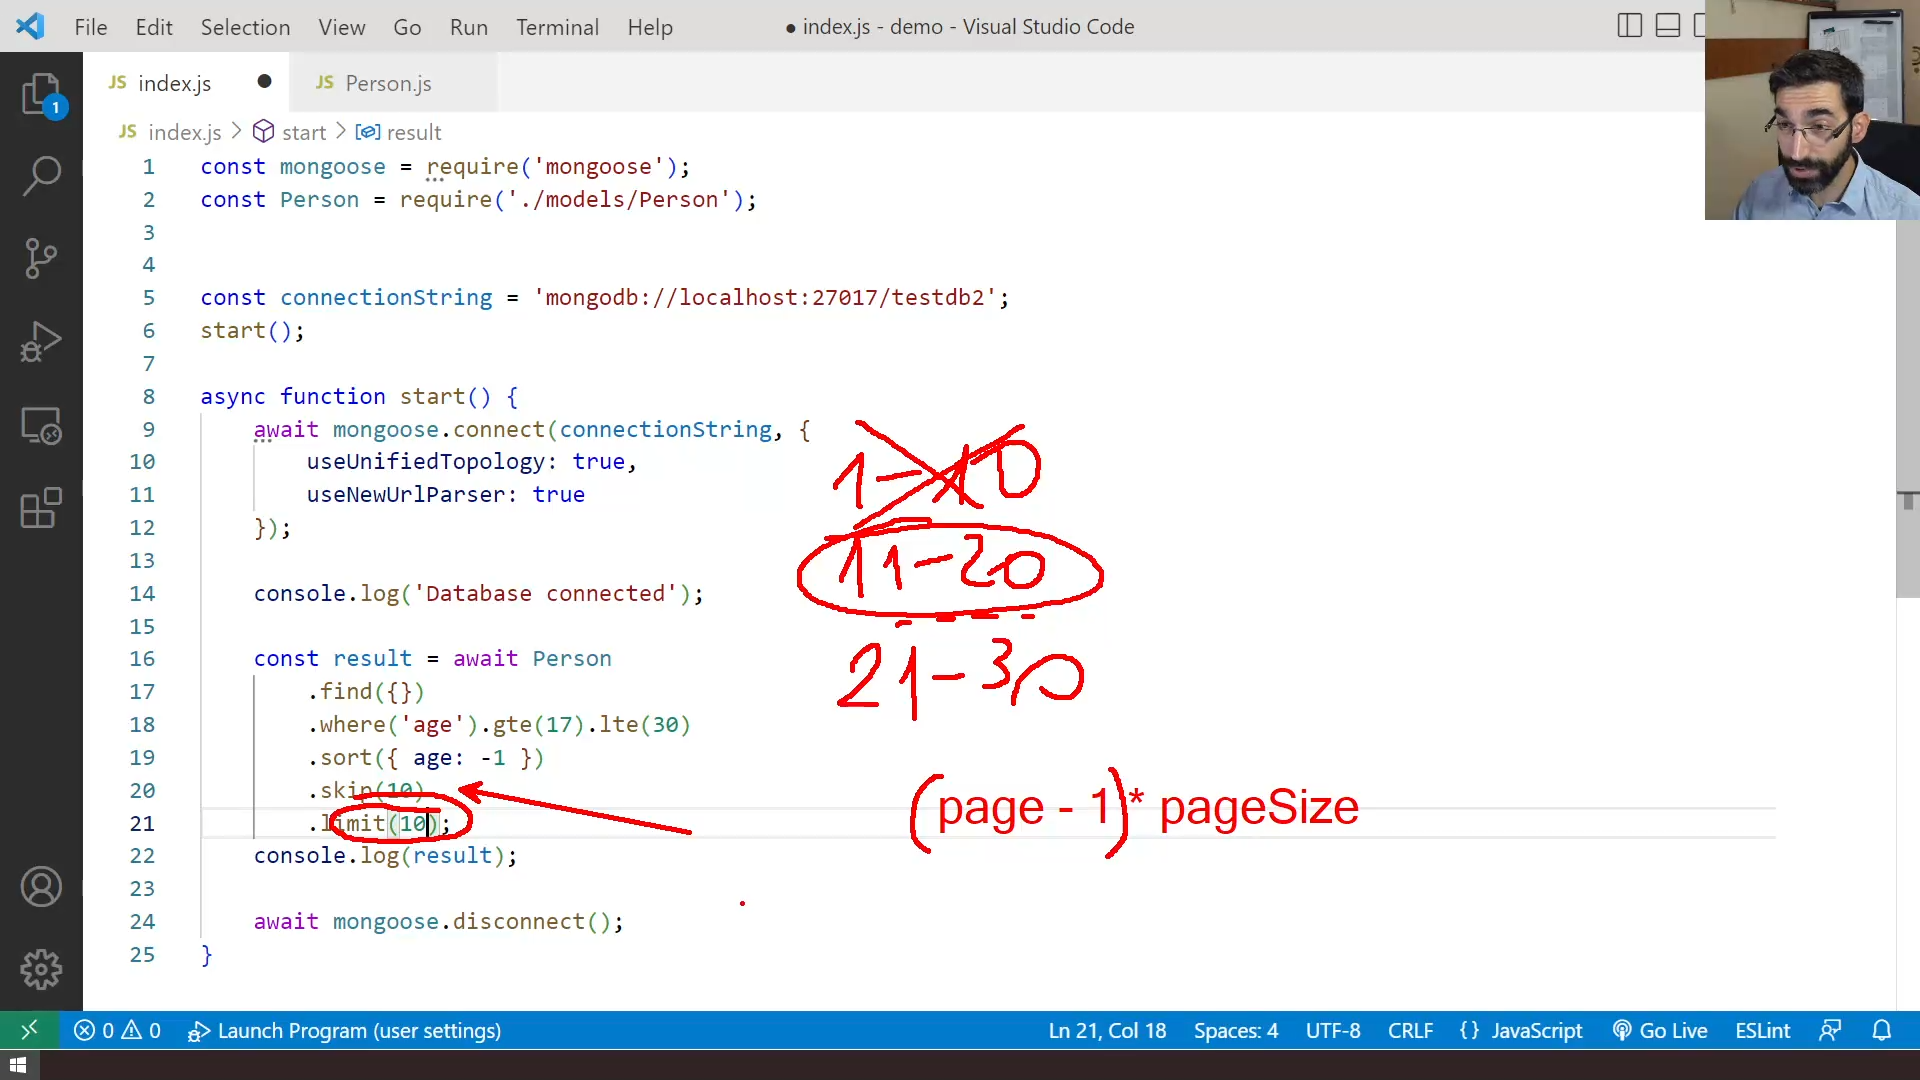 File Edit Selection View Go Run Terminal Help ● index.js - demo - Visual Studio Code
JS index.js ● JS Person.js
JS index.js > start > result
1 const mongoose = require('mongoose');
2 const Person = require('./models/Person');
3
4
5 const connectionString = 'mongodb://localhost:27017/testdb2';
6 start();
7
8 async function start() {
9 await mongoose.connect(connectionString, {
10 useUnifiedTopology: true,
11 useNewUrlParser: true
12 });
13
14 console.log('Database connected');
15
16 const result = await Person
17 .find({})
18 .where('age').gte(17).lte(30)
19 .sort({ age: -1 })
20 .skip(10)
21 .limit(10);
22 console.log(result);
23
24 await mongoose.disconnect();
25 }
1
1-10
11-20
21-30
(page - 1)* pageSize
0 0 Launch Program (user settings) Ln 21, Col 18 Spaces: 4 UTF-8 CRLF {} JavaScript Go Live ESLint